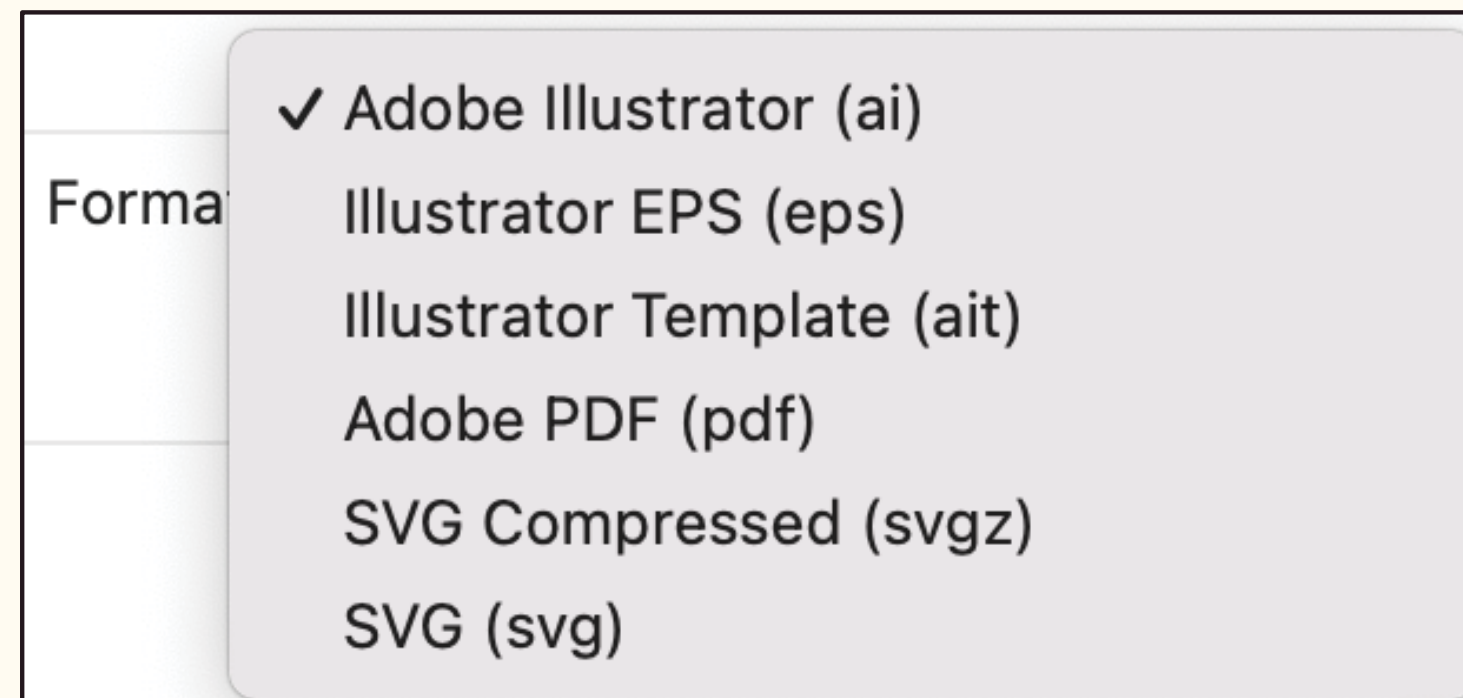 ✓ Adobe Illustrator (ai)
Forma
Illustrator EPS (eps)
Illustrator Template (ait)
Adobe PDF (pdf)
SVG Compressed (svgz)
SVG (svg)